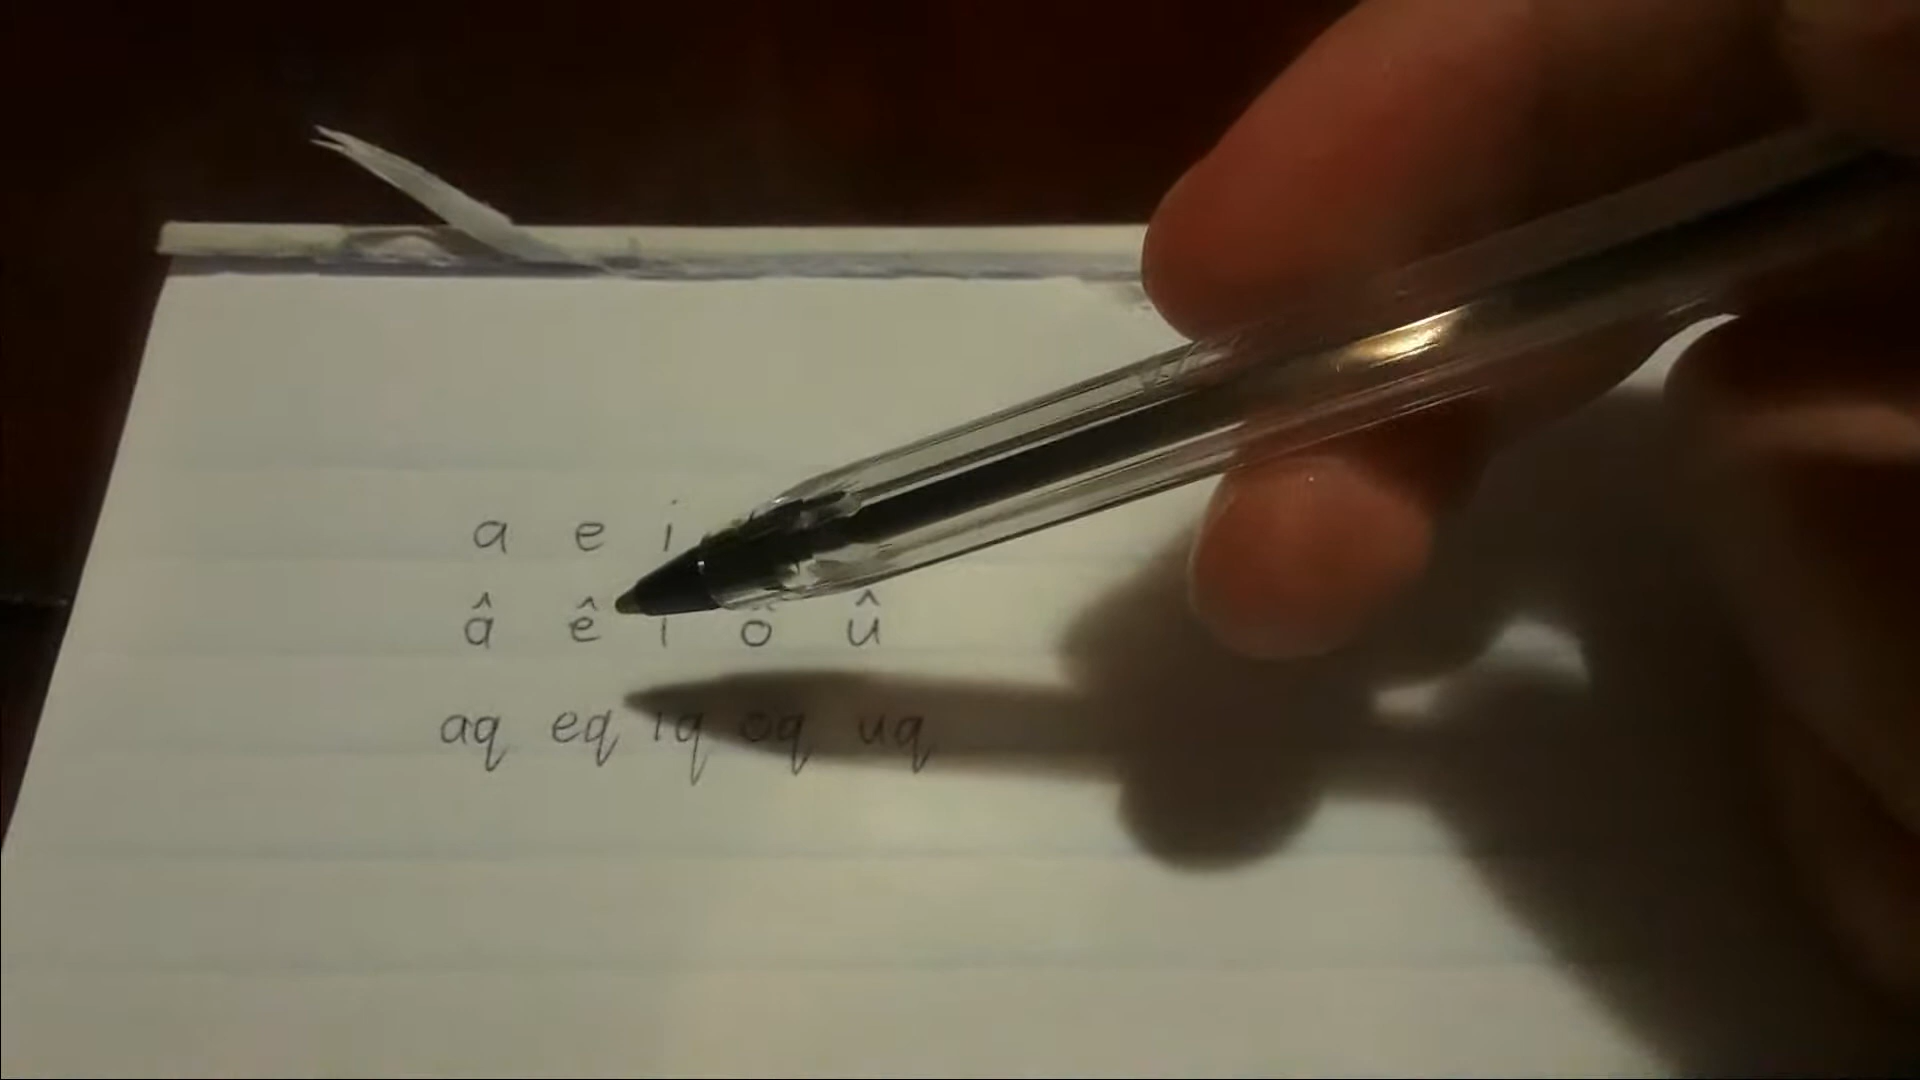 a e i
â ê i ô û
aq eq iq oq uq